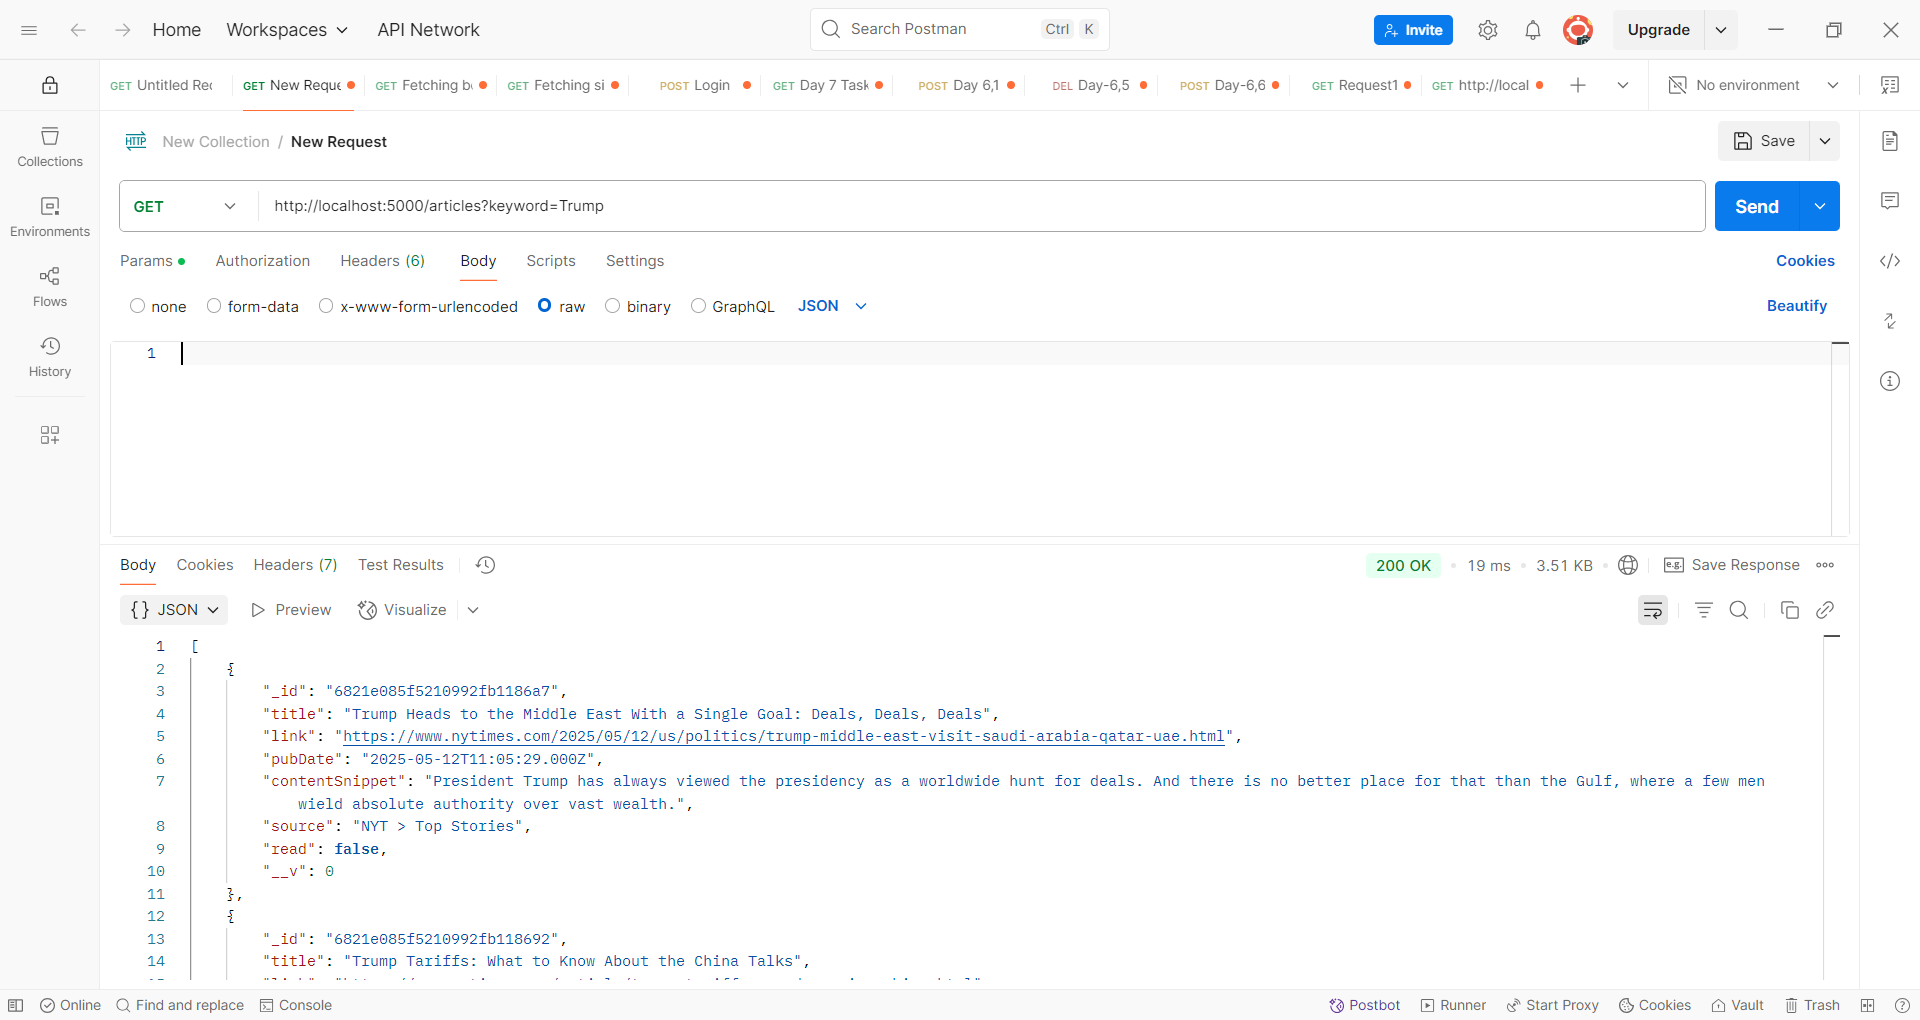 Home Workspaces API Network Search Postman Ctrl K Invite Upgrade
GET Untitled Rec GET New Reque GET Fetching b GET Fetching si POST Login GET Day 7 Task POST Day 6,1 DEL Day-6,5 POST Day-6,6 GET Request1 GET http://local No environment
Collections
Environments
Flows
History
HTTP New Collection / New Request Save
GET http://localhost:5000/articles?keyword=Trump Send
Params Authorization Headers (6) Body Scripts Settings Cookies
none form-data x-www-form-urlencoded raw binary GraphQL JSON Beautify
1
Body Cookies Headers (7) Test Results 200 OK 19 ms 3.51 KB e.g. Save Response
{} JSON Preview Visualize
1 [
2 {
3 "_id": "6821e085f5210992fb1186a7",
4 "title": "Trump Heads to the Middle East With a Single Goal: Deals, Deals, Deals",
5 "link": "https://www.nytimes.com/2025/05/12/us/politics/trump-middle-east-visit-saudi-arabia-qatar-uae.html",
6 "pubDate": "2025-05-12T11:05:29.000Z",
7 "contentSnippet": "President Trump has always viewed the presidency as a worldwide hunt for deals. And there is no better place for that than the Gulf, where a few men
wield absolute authority over vast wealth.",
8 "source": "NYT > Top Stories",
9 "read": false,
10 "__v": 0
11 },
12 {
13 "_id": "6821e085f5210992fb118692",
14 "title": "Trump Tariffs: What to Know About the China Talks",
Online Find and replace Console Postbot Runner Start Proxy Cookies Vault Trash